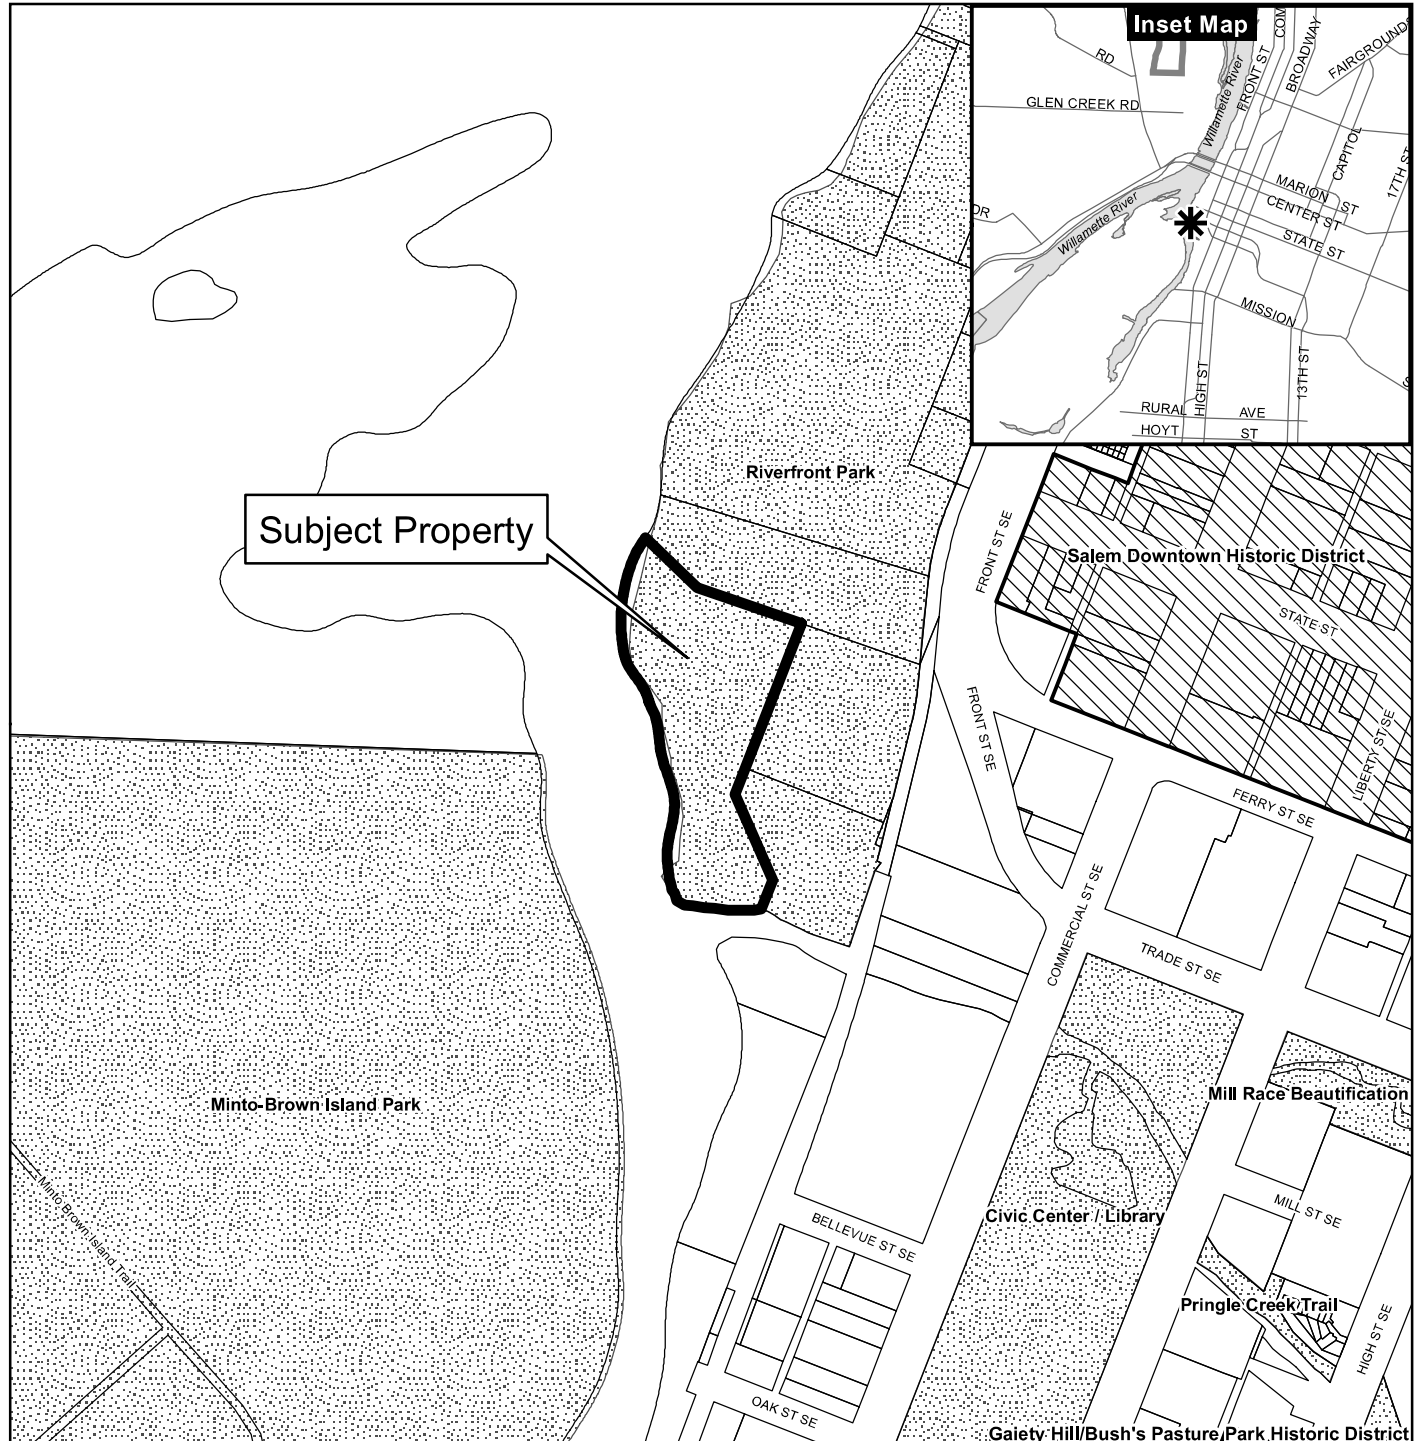 Inset Map
RD
GLEN CREEK RD
Willamette River
FRONT ST
COM
BROADWAY
FAIRGROUNDS
CAPITOL
17TH ST
MARION ST
CENTER ST
STATE ST
DR
Willamette River
MISSION
HIGH ST
13TH ST
S
RURAL AVE
HOYT ST
Riverfront Park
Subject Property
FRONT ST SE
Salem Downtown Historic District
STATE ST
FRONT ST SE
LIBERTY ST SE
FERRY ST SE
COMMERCIAL ST SE
TRADE ST SE
Minto-Brown Island Park
Mill Race Beautification
Minto Brown Island Trail
Civic Center / Library
MILL ST SE
BELLEVUE ST SE
Pringle Creek Trail
HIGH ST SE
OAK ST SE
Gaiety Hill/Bush's Pasture Park Historic District